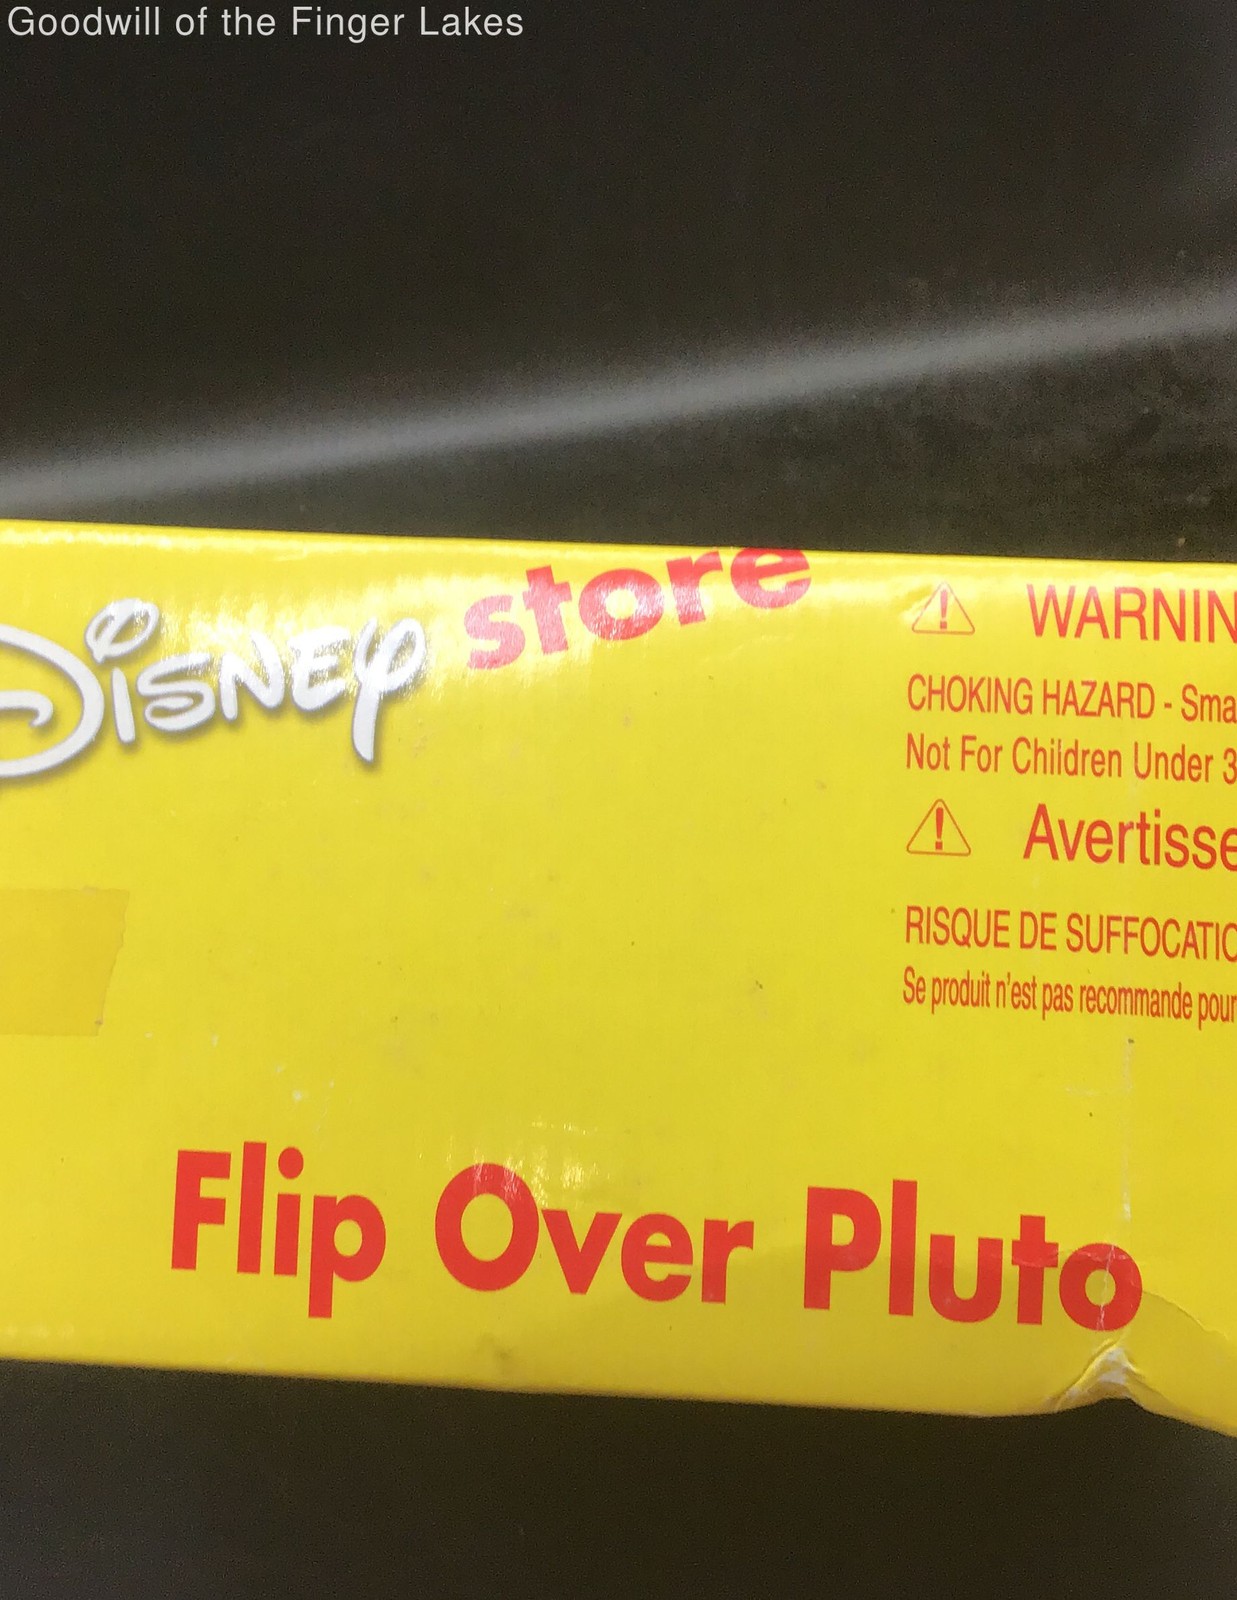 Goodwill of the Finger Lakes
Disney store
WARNIN
CHOKING HAZARD - Sma
Not For Children Under 3
Avertisse
RISQUE DE SUFFOCATIO
Se produit n'est pas recommande pour
Flip Over Pluto